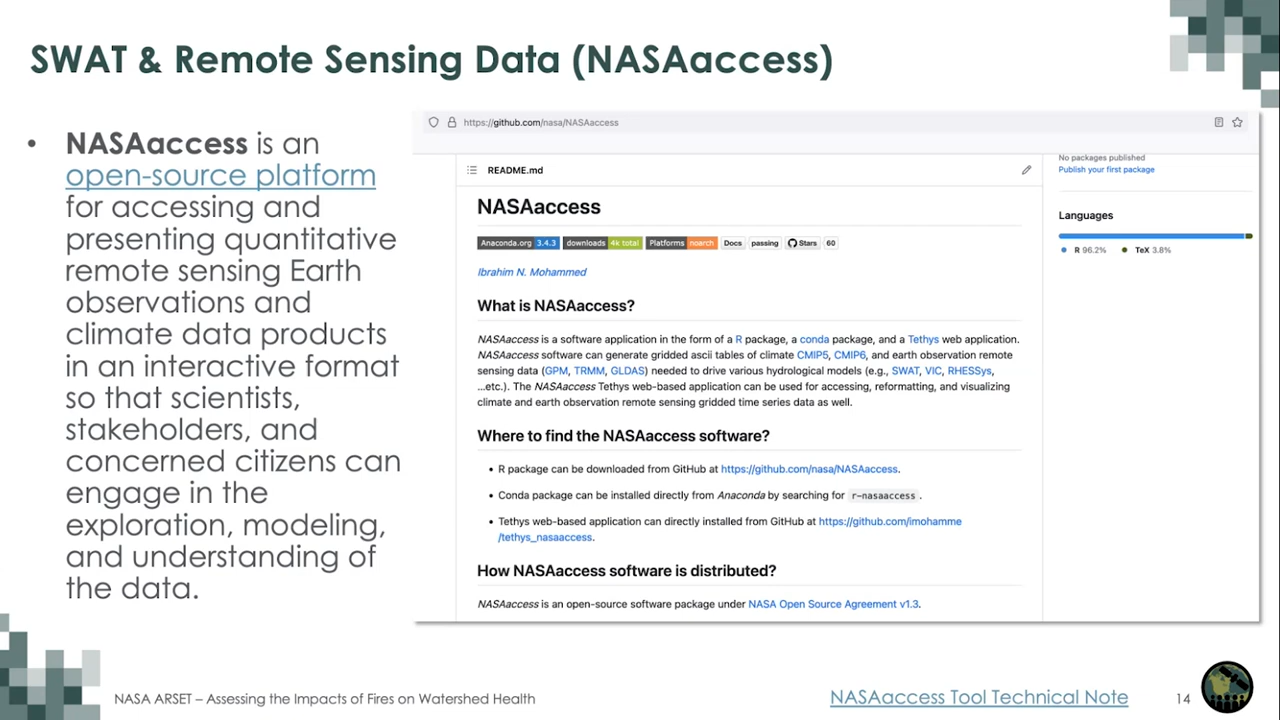 SWAT & Remote Sensing Data (NASAaccess)
• NASAaccess is an
open-source platform
for accessing and
presenting quantitative
remote sensing Earth
observations and
climate data products
in an interactive format
so that scientists,
stakeholders, and
concerned citizens can
engage in the
exploration, modeling,
and understanding of
the data.
https://github.com/nasa/NASAaccess
README.md
NASAaccess
Anaconda.org 3.4.3 downloads 4k total Platforms noarch Docs passing Stars 60
Ibrahim N. Mohammed
What is NASAaccess?
NASAaccess is a software application in the form of a R package, a conda package, and a Tethys web application.
NASAaccess software can generate gridded ascii tables of climate CMIP5, CMIP6, and earth observation remote
sensing data (GPM, TRMM, GLDAS) needed to drive various hydrological models (e.g., SWAT, VIC, RHESSys,
...etc.). The NASAaccess Tethys web-based application can be used for accessing, reformatting, and visualizing
climate and earth observation remote sensing gridded time series data as well.
Where to find the NASAaccess software?
• R package can be downloaded from GitHub at https://github.com/nasa/NASAaccess.
• Conda package can be installed directly from Anaconda by searching for r-nasaaccess .
• Tethys web-based application can directly installed from GitHub at https://github.com/imohamme
/tethys_nasaaccess.
How NASAaccess software is distributed?
NASAaccess is an open-source software package under NASA Open Source Agreement v1.3.
No packages published
Publish your first package
Languages
R 96.2% TeX 3.8%
NASA ARSET – Assessing the Impacts of Fires on Watershed Health
NASAaccess Tool Technical Note
14